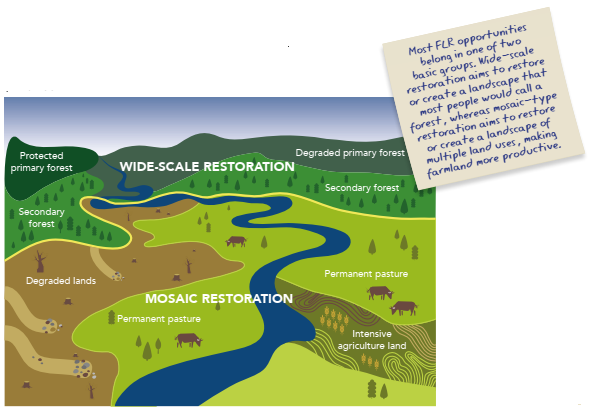 Most FLR opportunities
belong in one of two
basic groups. Wide-scale
restoration aims to restore
or create a landscape that
most people would call a
forest, whereas mosaic-type
restoration aims to restore
or create a landscape of
multiple land uses, making
farmland more productive.
Protected
primary forest
WIDE-SCALE RESTORATION
Degraded primary forest
Secondary forest
Secondary
forest
Degraded lands
Permanent pasture
MOSAIC RESTORATION
Permanent pasture
Intensive
agriculture land